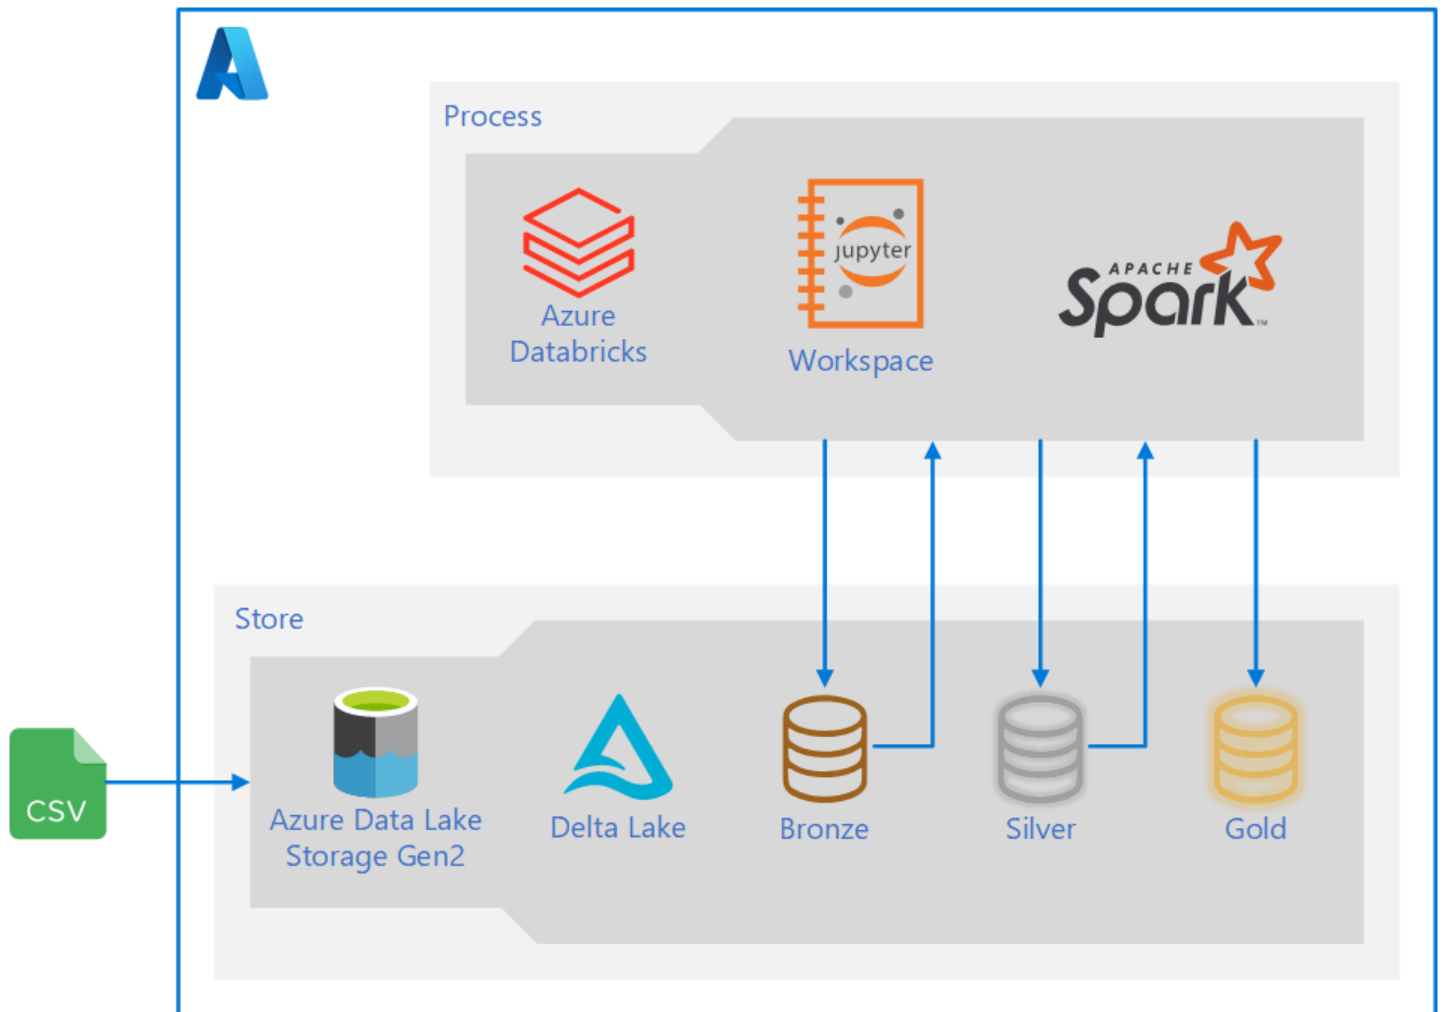 Process
Azure
Databricks
jupyter
Workspace
APACHE
Spark
TM
Store
CSV
Azure Data Lake
Storage Gen2
Delta Lake
Bronze
Silver
Gold